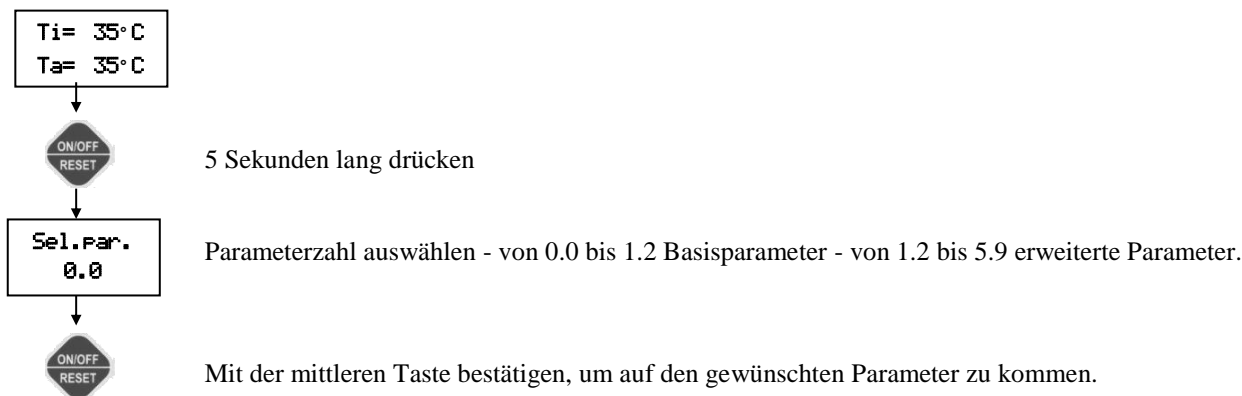 Ti= 35°C
Ta= 35°C
ON/OFF
RESET
5 Sekunden lang drücken
Sel.par.
0.0
Parameterzahl auswählen - von 0.0 bis 1.2 Basisparameter - von 1.2 bis 5.9 erweiterte Parameter.
ON/OFF
RESET
Mit der mittleren Taste bestätigen, um auf den gewünschten Parameter zu kommen.